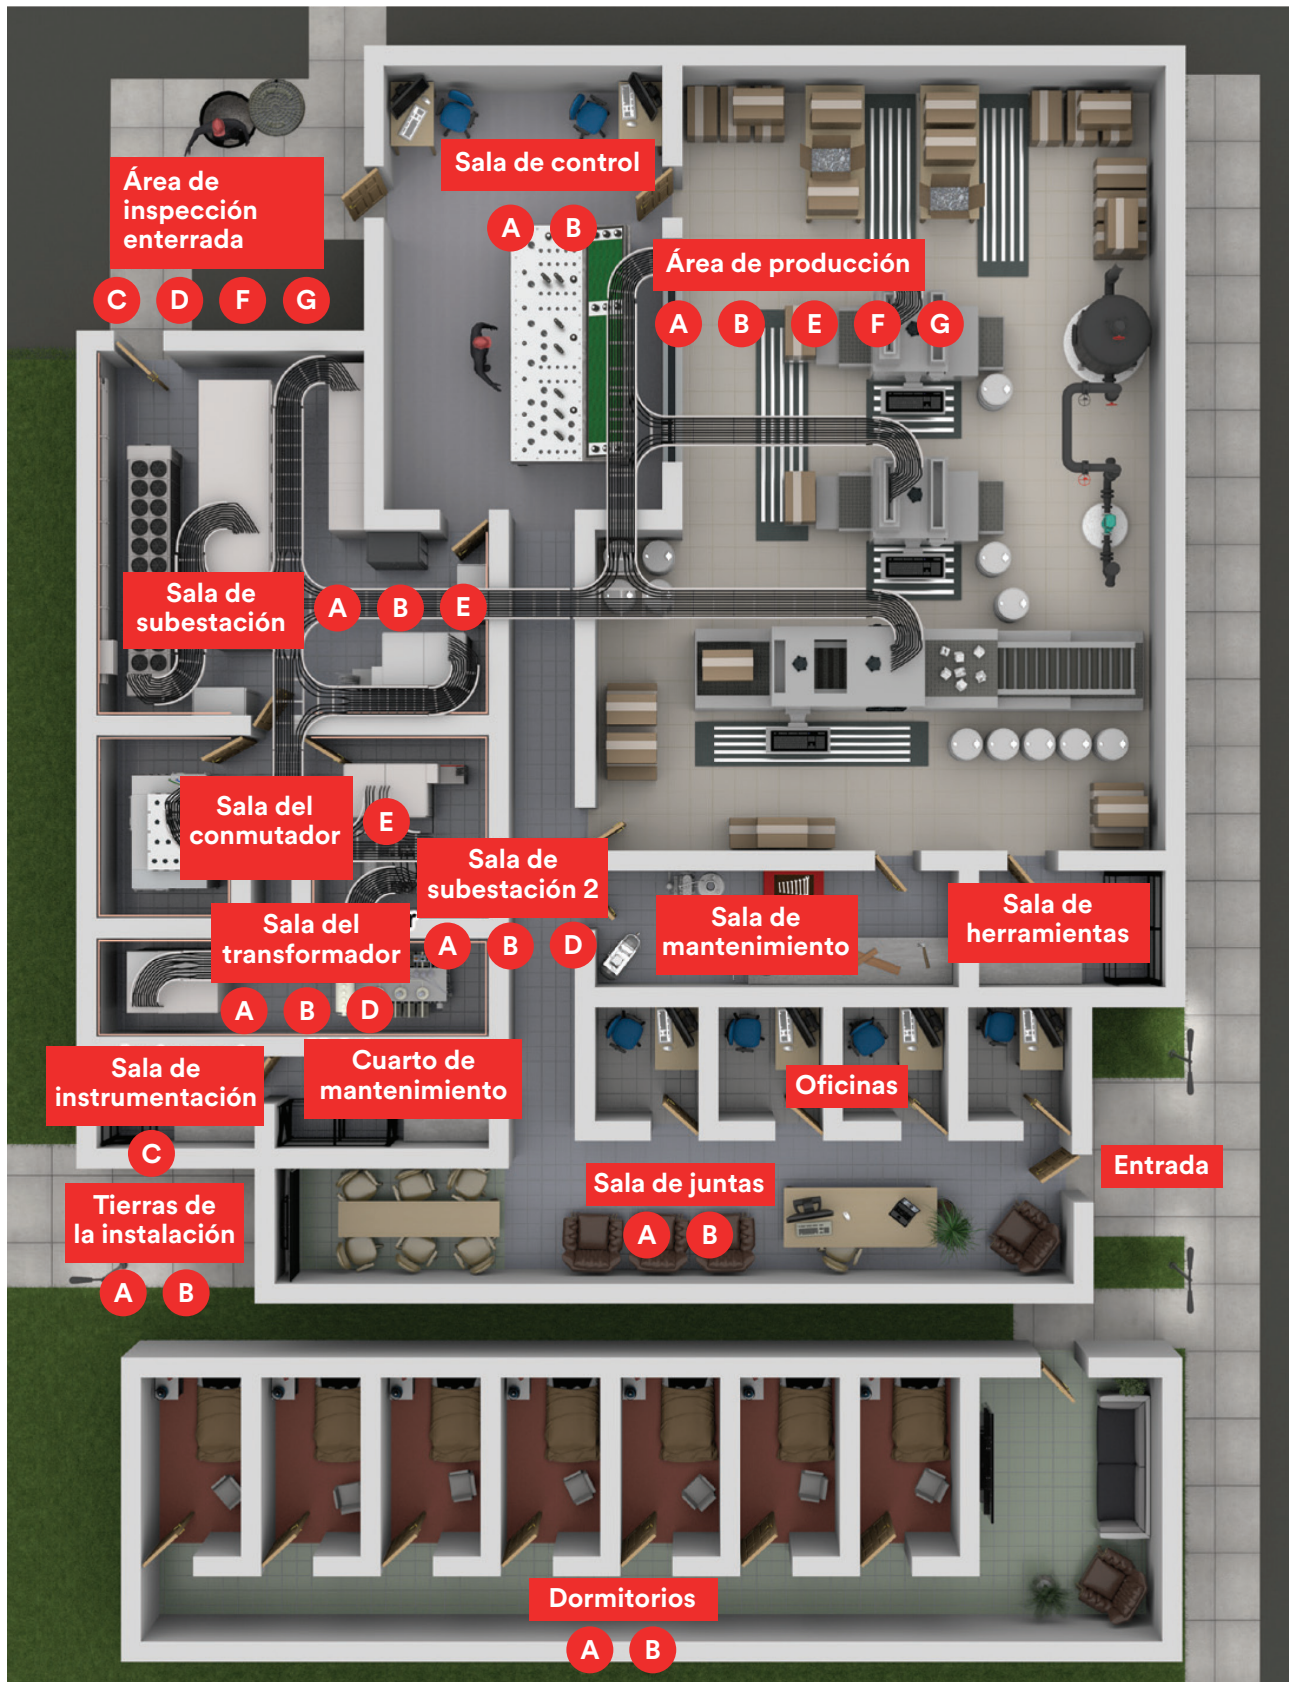 Sala de control
A B
Área de
inspección
enterrada
C D F G
Área de producción
A B E F G
Sala de
subestación
A B E
Sala del
conmutador
E
Sala de
subestación 2
A B D
Sala de
mantenimiento
Sala de
herramientas
Sala del
transformador
A B D
Sala de
instrumentación
C
Cuarto de
mantenimiento
Oficinas
Entrada
Sala de juntas
A B
Tierras de
la instalación
A B
Dormitorios
A B